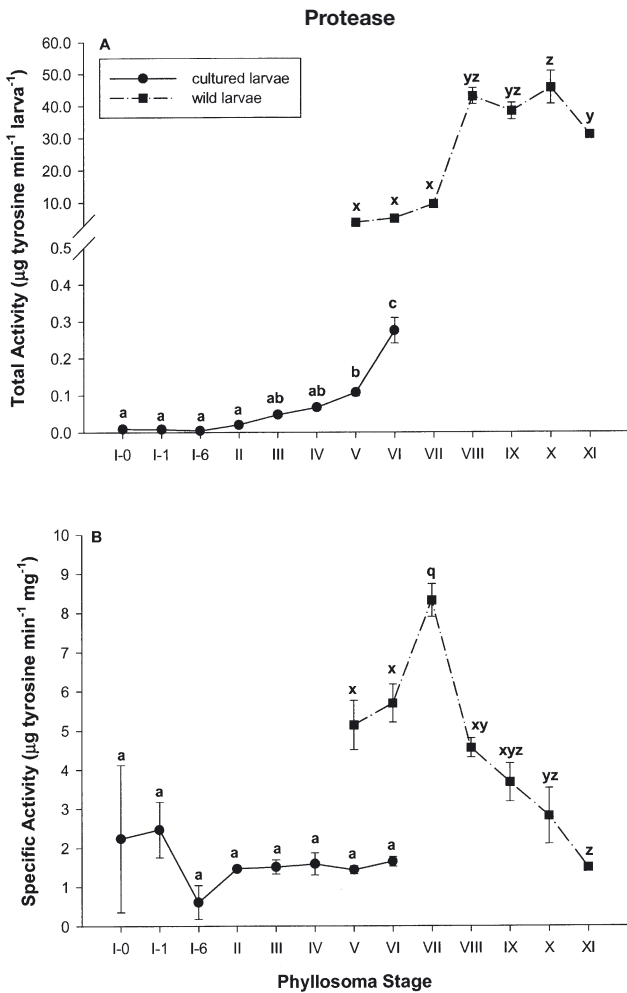 Protease
A
cultured larvae
wild larvae
Total Activity (µg tyrosine min⁻¹ larva⁻¹)
60.0
50.0
40.0
30.0
20.0
10.0
0.5
0.4
0.3
0.2
0.1
0.0
x x x yz yz z y
a a a a ab ab b c
I-0 I-1 I-6 II III IV V VI VII VIII IX X XI
B
Specific Activity (µg tyrosine min⁻¹ mg⁻¹)
10
9
8
7
6
5
4
3
2
1
0
x x q xy xyz yz z
a a a a a a a a
I-0 I-1 I-6 II III IV V VI VII VIII IX X XI
Phyllosoma Stage